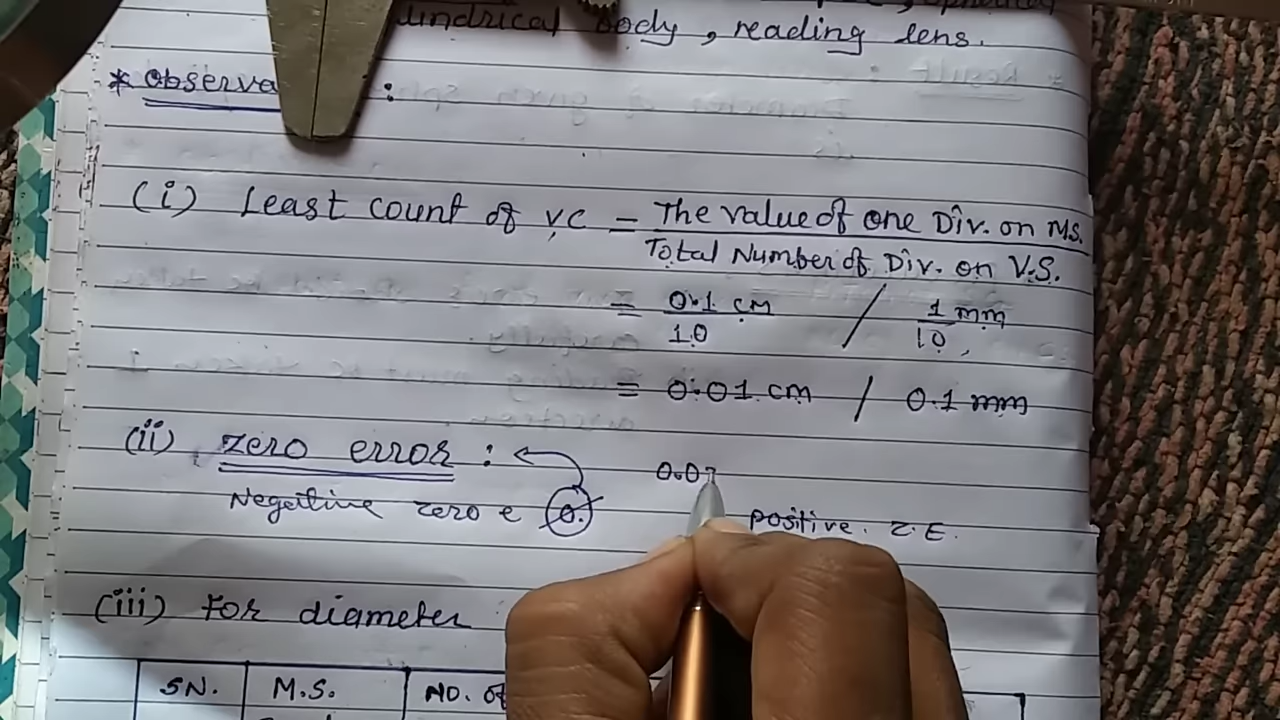 body, reading lens.
* Observa :
(i) Least count of V.C = The value of one Div. on M.S.
Total Number of Div. on V.S.
= 0.1 cm / 1 mm
10 10
= 0.01 cm / 0.1 mm
(ii) zero error :
0.07
Negative zero e 0. positive. Z.E.
(iii) For diameter
SN. M.S. NO. of